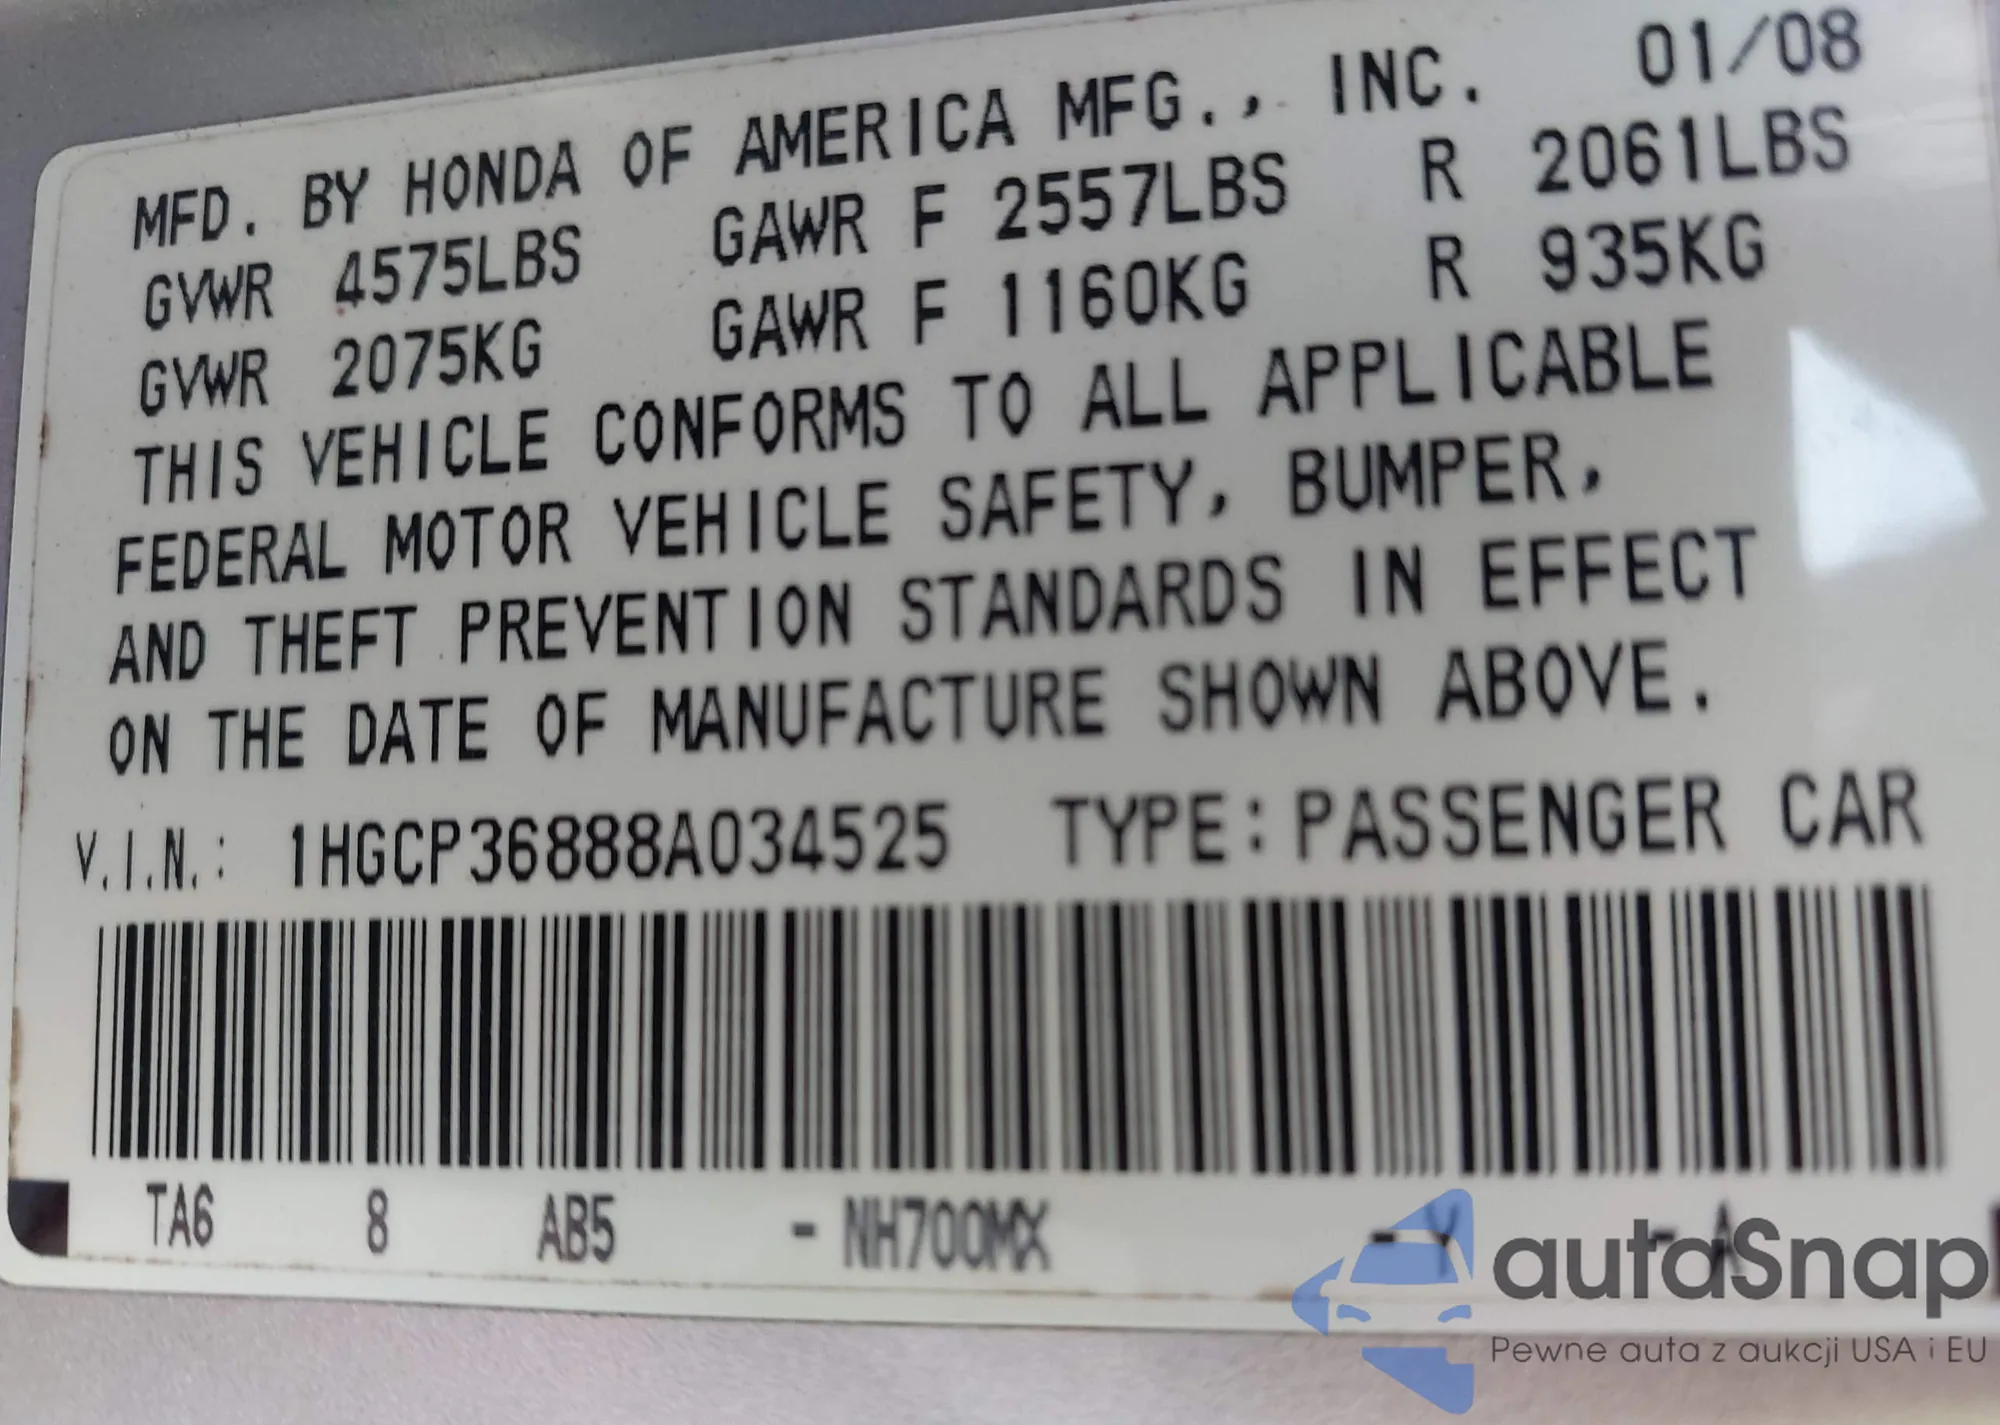 MFD. BY HONDA OF AMERICA MFG., INC. 01/08
GVWR 4575LBS GAWR F 2557LBS R 2061LBS
GVWR 2075KG GAWR F 1160KG R 935KG
THIS VEHICLE CONFORMS TO ALL APPLICABLE
FEDERAL MOTOR VEHICLE SAFETY, BUMPER,
AND THEFT PREVENTION STANDARDS IN EFFECT
ON THE DATE OF MANUFACTURE SHOWN ABOVE.
V.I.N.: 1HGCP36888A034525 TYPE: PASSENGER CAR
TA6 8 AB5 - NH700MX - Y - A
autoSnap
Pewne auta z aukcji USA i EU